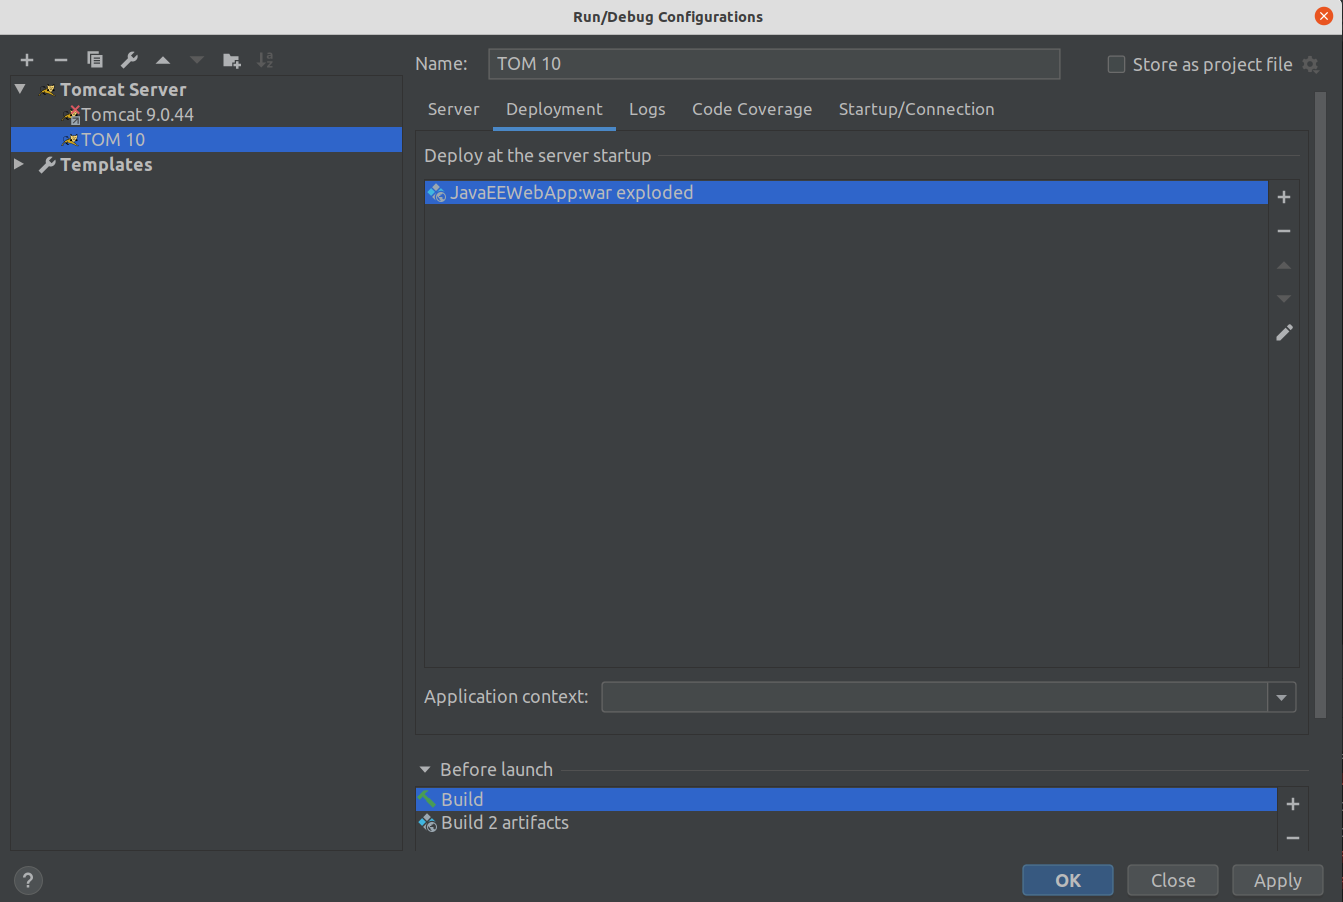 Run/Debug Configurations
Name: TOM 10
Store as project file
Tomcat Server
Tomcat 9.0.44
TOM 10
Templates
Server Deployment Logs Code Coverage Startup/Connection
Deploy at the server startup
JavaEEWebApp:war exploded
Application context:
Before launch
Build
Build 2 artifacts
?
OK Close Apply